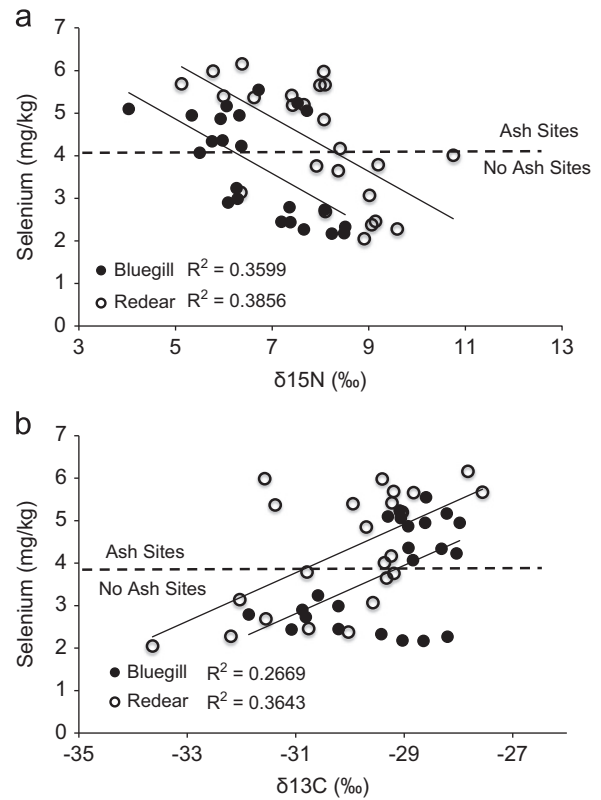 a
7
6
5
4
3
2
1
0
Selenium (mg/kg)
Ash Sites
No Ash Sites
Bluegill R² = 0.3599
Redear R² = 0.3856
3 5 7 9 11 13
δ15N (‰)
b
7
6
5
4
3
2
1
0
Selenium (mg/kg)
Ash Sites
No Ash Sites
Bluegill R² = 0.2669
Redear R² = 0.3643
-35 -33 -31 -29 -27
δ13C (‰)